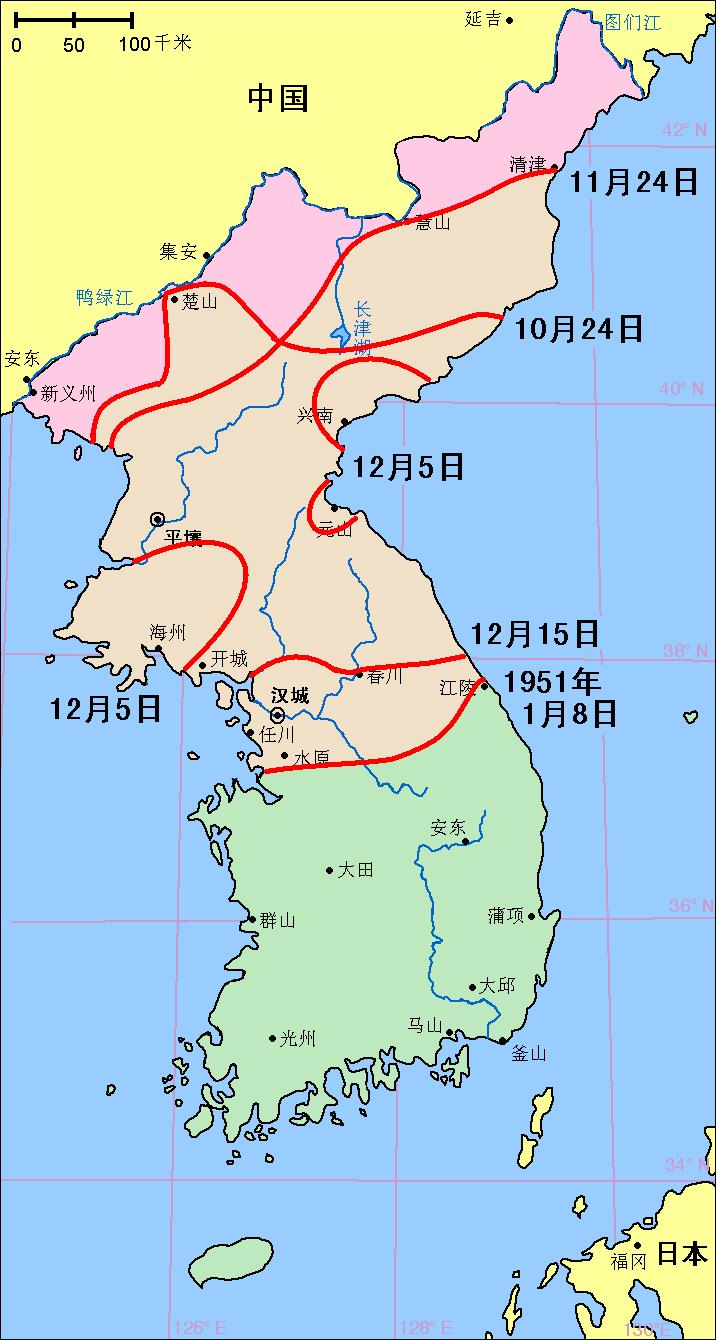 延吉
图们江
0 50 100千米
中国
42° N
清津
11月24日
慧山
集安
鸭绿江
楚山
长津湖
10月24日
安东
新义州
40° N
兴南
12月5日
元山
平壤
12月15日
海州
38° N
开城
春川
江陵
1951年
1月8日
12月5日
汉城
任川
水原
安东
大田
36° N
群山
蒲项
大邱
马山
光州
釜山
34° N
福冈
日本
126° E
128° E
130°E